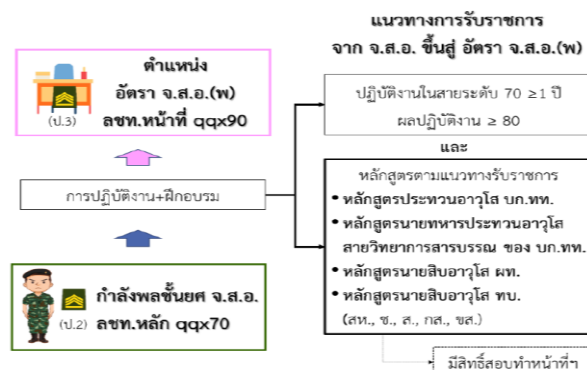 แนวทางการรับราชการ
จาก จ.ส.อ. ขึ้นสู่ อัตรา จ.ส.อ.(พ)
ตำแหน่ง
อัตรา จ.ส.อ.(พ)
(ป.3) ลชท.หน้าที่ qqx90
การปฏิบัติงาน+ฝึกอบรม
กำลังพลชั้นยศ จ.ส.อ.
(ป.2) ลชท.หลัก qqx70
ปฏิบัติงานในสายระดับ 70 ≥1 ปี
ผลปฏิบัติงาน ≥ 80
และ
หลักสูตรตามแนวทางรับราชการ
• หลักสูตรประทวนอาวุโส บก.ทท.
• หลักสูตรนายทหารประทวนอาวุโส
สายวิทยาการสารบรรณ ของ บก.ทท.
• หลักสูตรนายสิบอาวุโส ผท.
• หลักสูตรนายสิบอาวุโส ทบ.
(สห., ช., ส., กส., ขส.)
มีสิทธิ์สอบทำหน้าที่ฯ